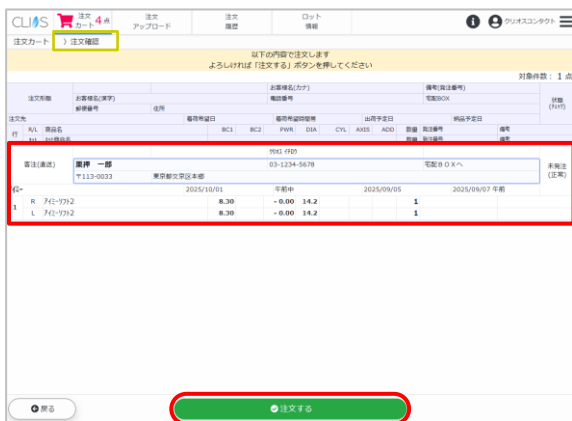 CLIOS 注文カート 4 点 注文アップロード 注文履歴 ロット情報 クリオスコンタクト
注文カート 〉注文確認
以下の内容で注文します
よろしければ「注文する」ボタンを押してください
対象件数： 1 点
お客様名(カナ) 備考(発注番号)
注文形態 お客様名(漢字) 電話番号 宅配BOX 状態
郵便番号 住所
注文先 着荷希望日 着荷希望時間帯 出荷予定日 納品予定日
行 R/L 商品名 BC1 BC2 PWR DIA CYL AXIS ADD 数量 発注番号 備考
客注(直送) 黒押 一郎 03-1234-5678 宅配ＢＯＸへ 未発注
(正常)
〒113-0033 東京都文京区本郷
2025/10/01 午前中 2025/09/05 2025/09/07 午前
1 R ｱｲﾐｰｿﾌﾄ2 8.30 - 0.00 14.2 1
L ｱｲﾐｰｿﾌﾄ2 8.30 - 0.00 14.2 1
戻る 注文する